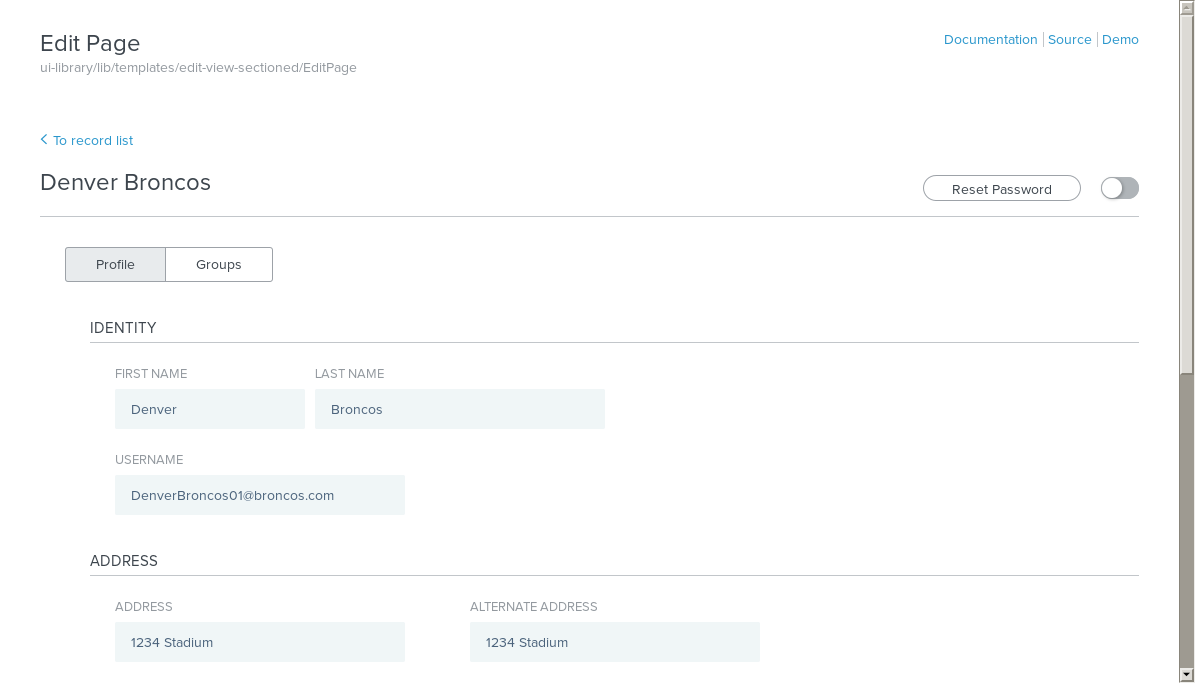 Edit Page
Documentation Source Demo
ui-library/lib/templates/edit-view-sectioned/EditPage
To record list
Denver Broncos
Reset Password
Profile Groups
IDENTITY
FIRST NAME LAST NAME
Denver Broncos
USERNAME
DenverBroncos01@broncos.com
ADDRESS
ADDRESS ALTERNATE ADDRESS
1234 Stadium 1234 Stadium